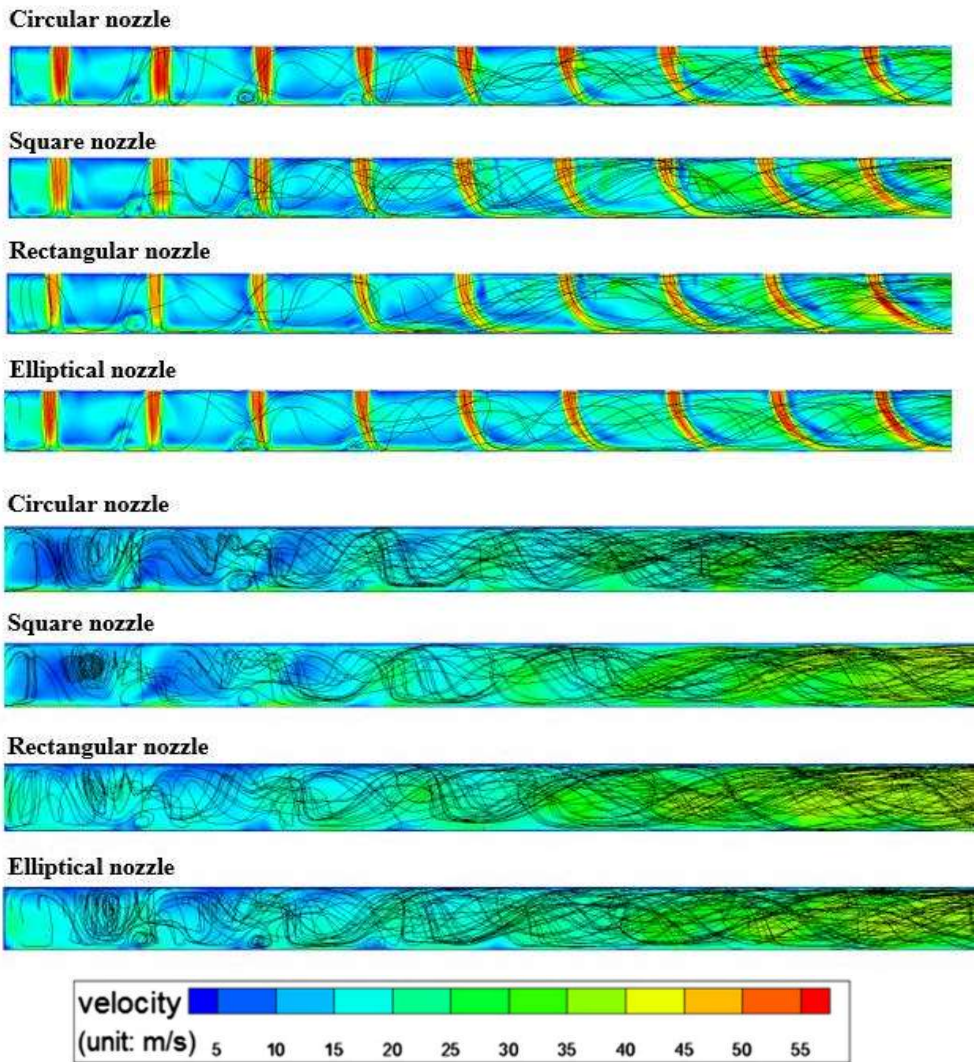 Circular nozzle
Square nozzle
Rectangular nozzle
Elliptical nozzle
Circular nozzle
Square nozzle
Rectangular nozzle
Elliptical nozzle
velocity
(unit: m/s) 5 10 15 20 25 30 35 40 45 50 55